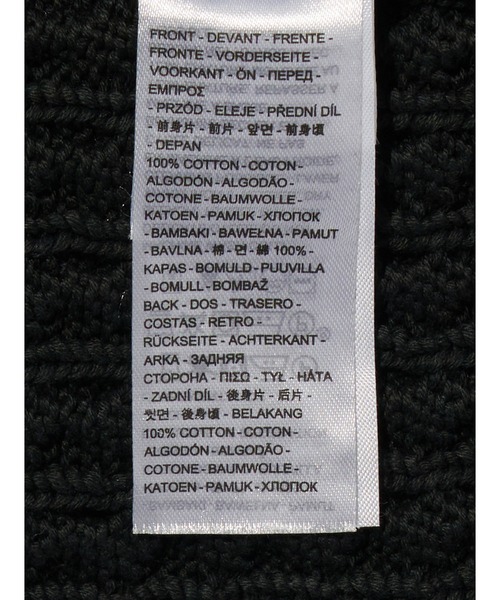 FRONT - DEVANT - FRENTE -
FRONTE - VORDERSEITE -
VOORKANT - ÖN - ПЕРЕД -
ΕΜΠΡΟΣ
- PRZÓD - ELEJE - PŘEDNÍ DÍL
- 前身片 - 前片 - 앞면 - 前身頃
- DEPAN
100% COTTON - COTON -
ALGODÓN - ALGODÃO -
COTONE - BAUMWOLLE -
KATOEN - PAMUK - ХЛОПОК
- ΒΑΜΒΑΚΙ - BAWEŁNA - PAMUT
- BAVLNA - 棉 - 면 - 綿 100% -
KAPAS - BOMULD - PUUVILLA
- BOMULL - BOMBAŽ
BACK - DOS - TRASERO -
COSTAS - RETRO -
RÜCKSEITE - ACHTERKANT -
ARKA - ЗАДНЯЯ
СТОРОНА - ΠΙΣΩ - TYŁ - HÁTA
- ZADNÍ DÍL - 後身片 - 后片 -
뒷면 - 後身頃 - BELAKANG
100% COTTON - COTON -
ALGODÓN - ALGODÃO -
COTONE - BAUMWOLLE -
KATOEN - PAMUK - ХЛОПОК